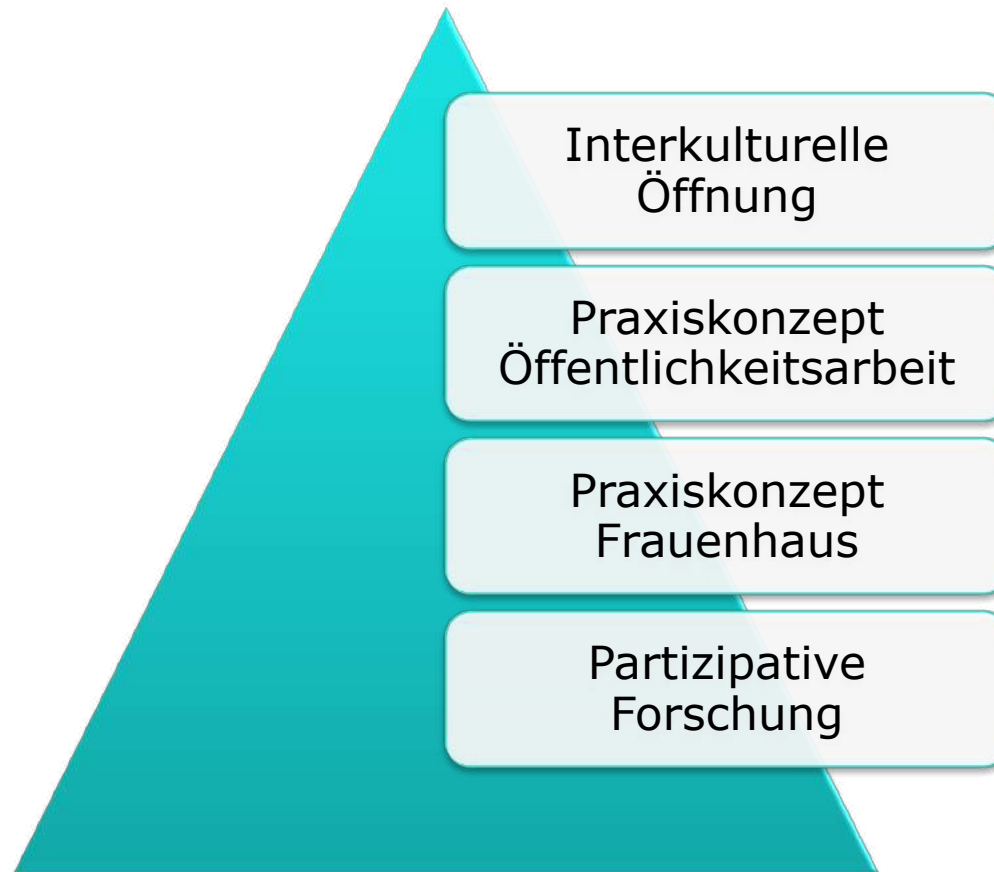 Interkulturelle
Öffnung
Praxiskonzept
Öffentlichkeitsarbeit
Praxiskonzept
Frauenhaus
Partizipative
Forschung